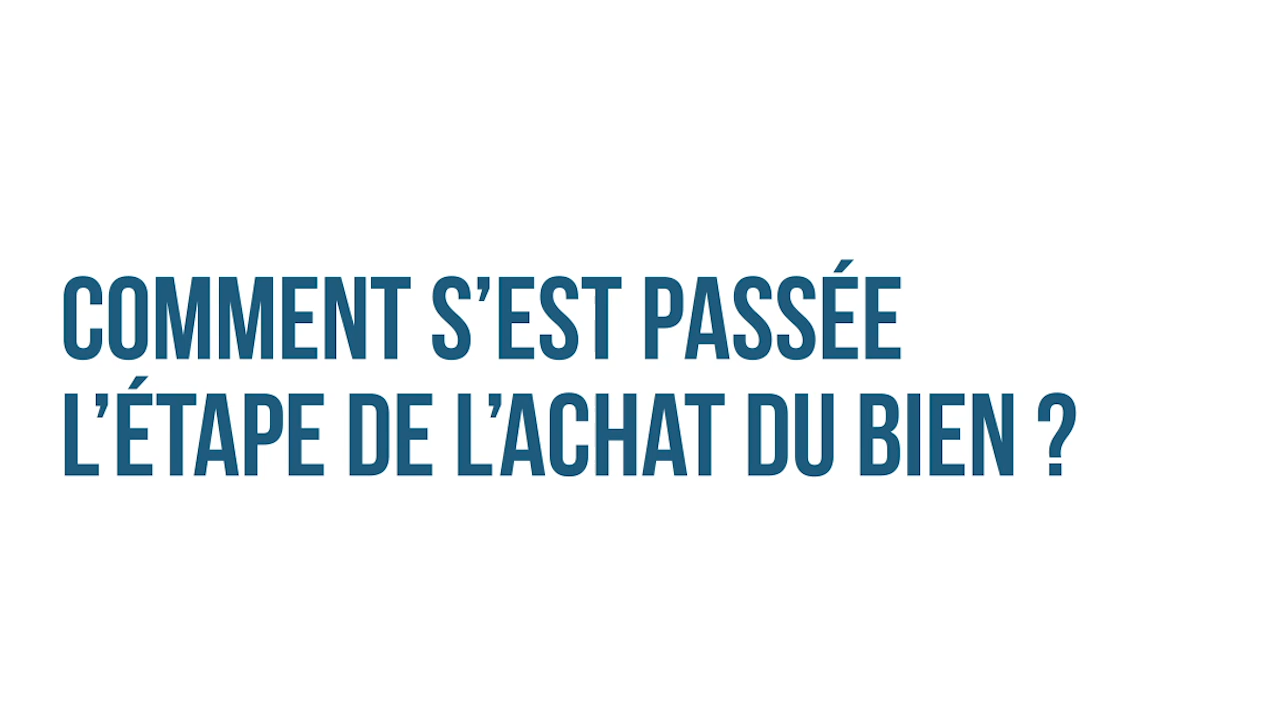 COMMENT S’EST PASSÉE
L’ÉTAPE DE L’ACHAT DU BIEN ?